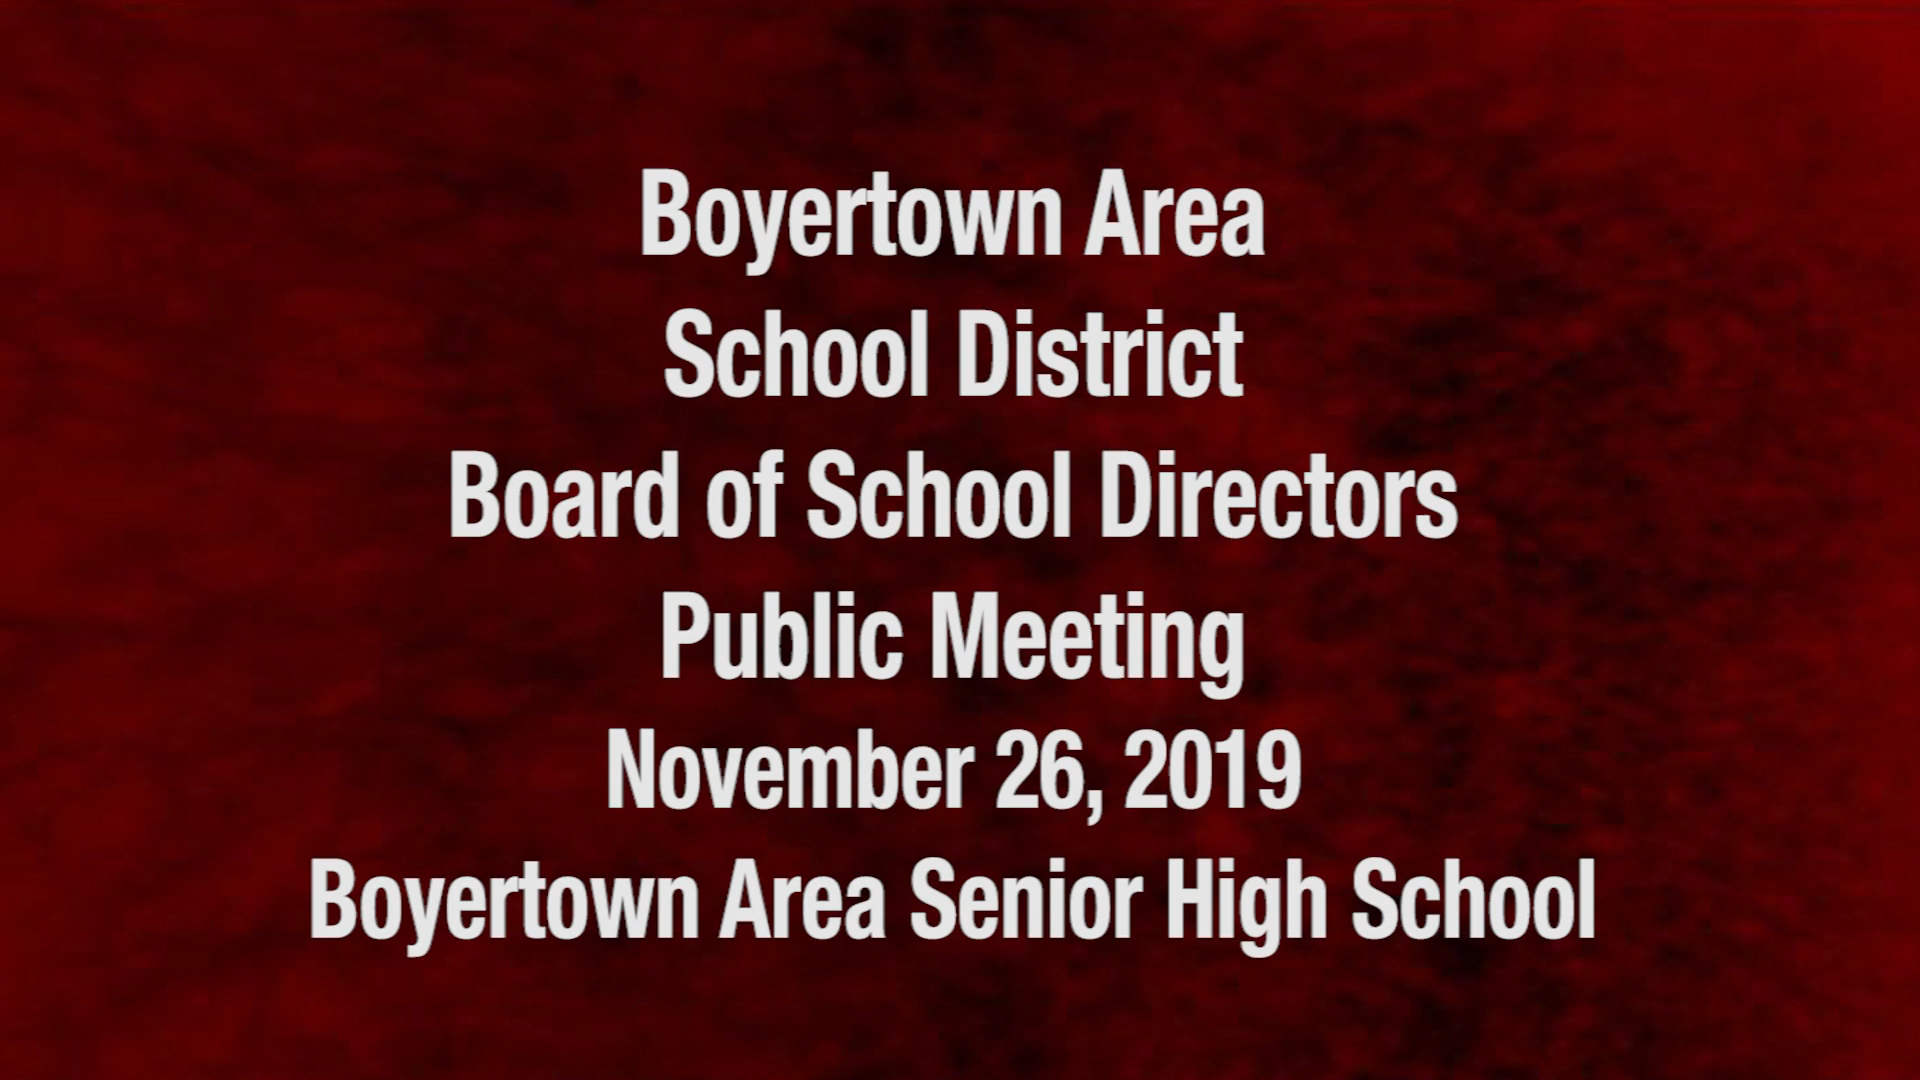 Boyertown Area
School District
Board of School Directors
Public Meeting
November 26, 2019
Boyertown Area Senior High School